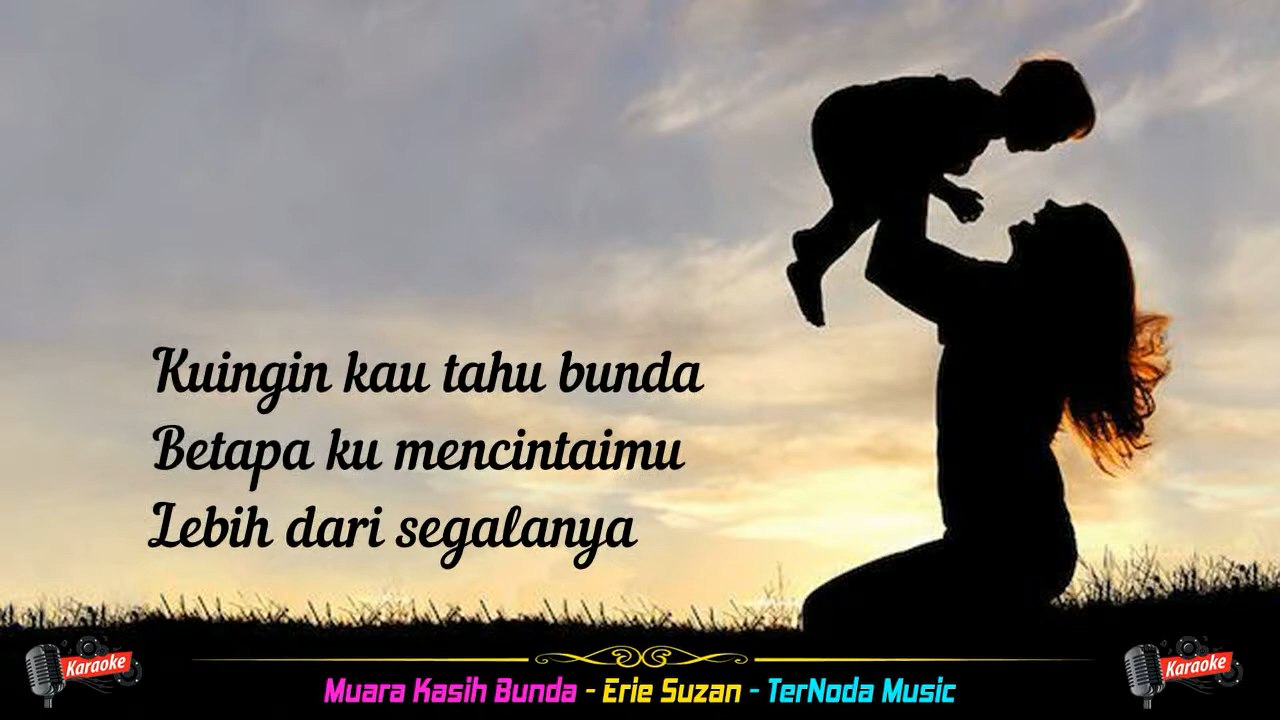 Kuingin kau tahu bunda
Betapa ku mencintaimu
Lebih dari segalanya
Karaoke
Karaoke
Muara Kasih Bunda - Erie Suzan - TerNoda Music